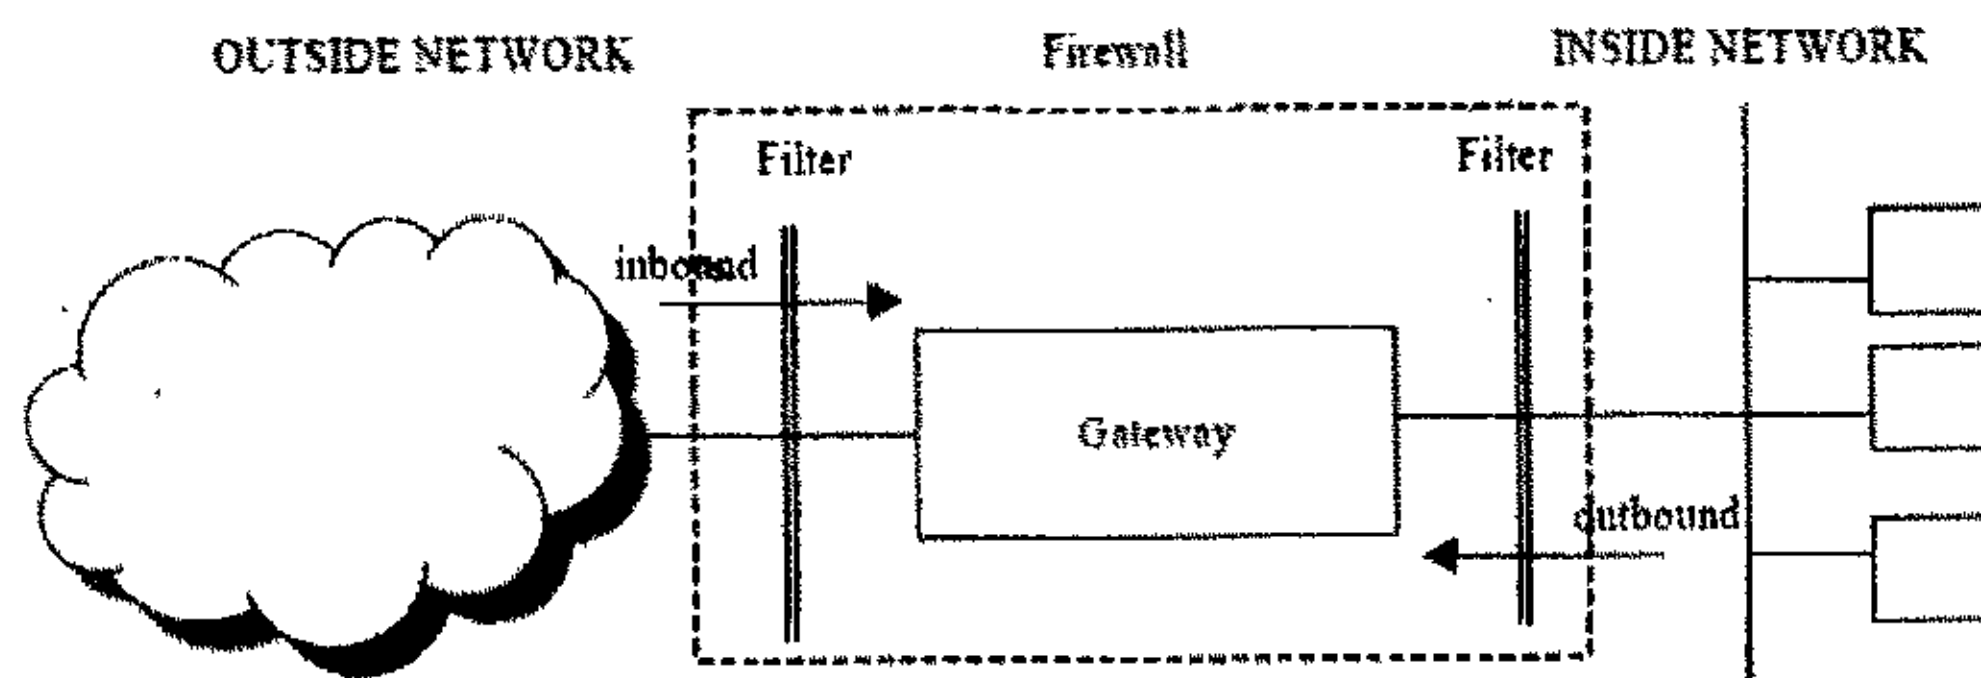 OUTSIDE NETWORK
Firewall
INSIDE NETWORK
Filter
Filter
inbound
Gateway
outbound